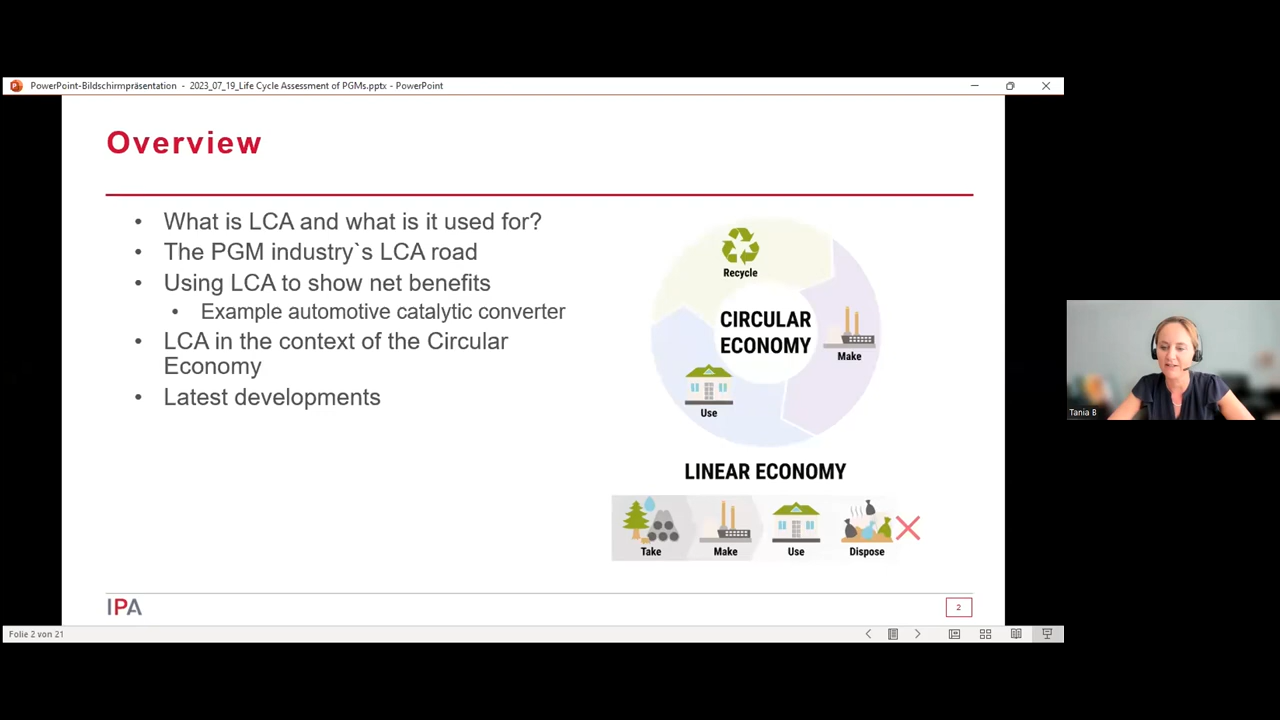 PowerPoint-Bildschirmpräsentation - 2023_07_19_Life Cycle Assessment of PGMs.pptx - PowerPoint
Overview
• What is LCA and what is it used for?
• The PGM industry`s LCA road
• Using LCA to show net benefits
• Example automotive catalytic converter
• LCA in the context of the Circular
Economy
• Latest developments
Recycle
CIRCULAR
ECONOMY
Make
Use
LINEAR ECONOMY
Take
Make
Use
Dispose
IPA
2
Folie 2 von 21
Tania B